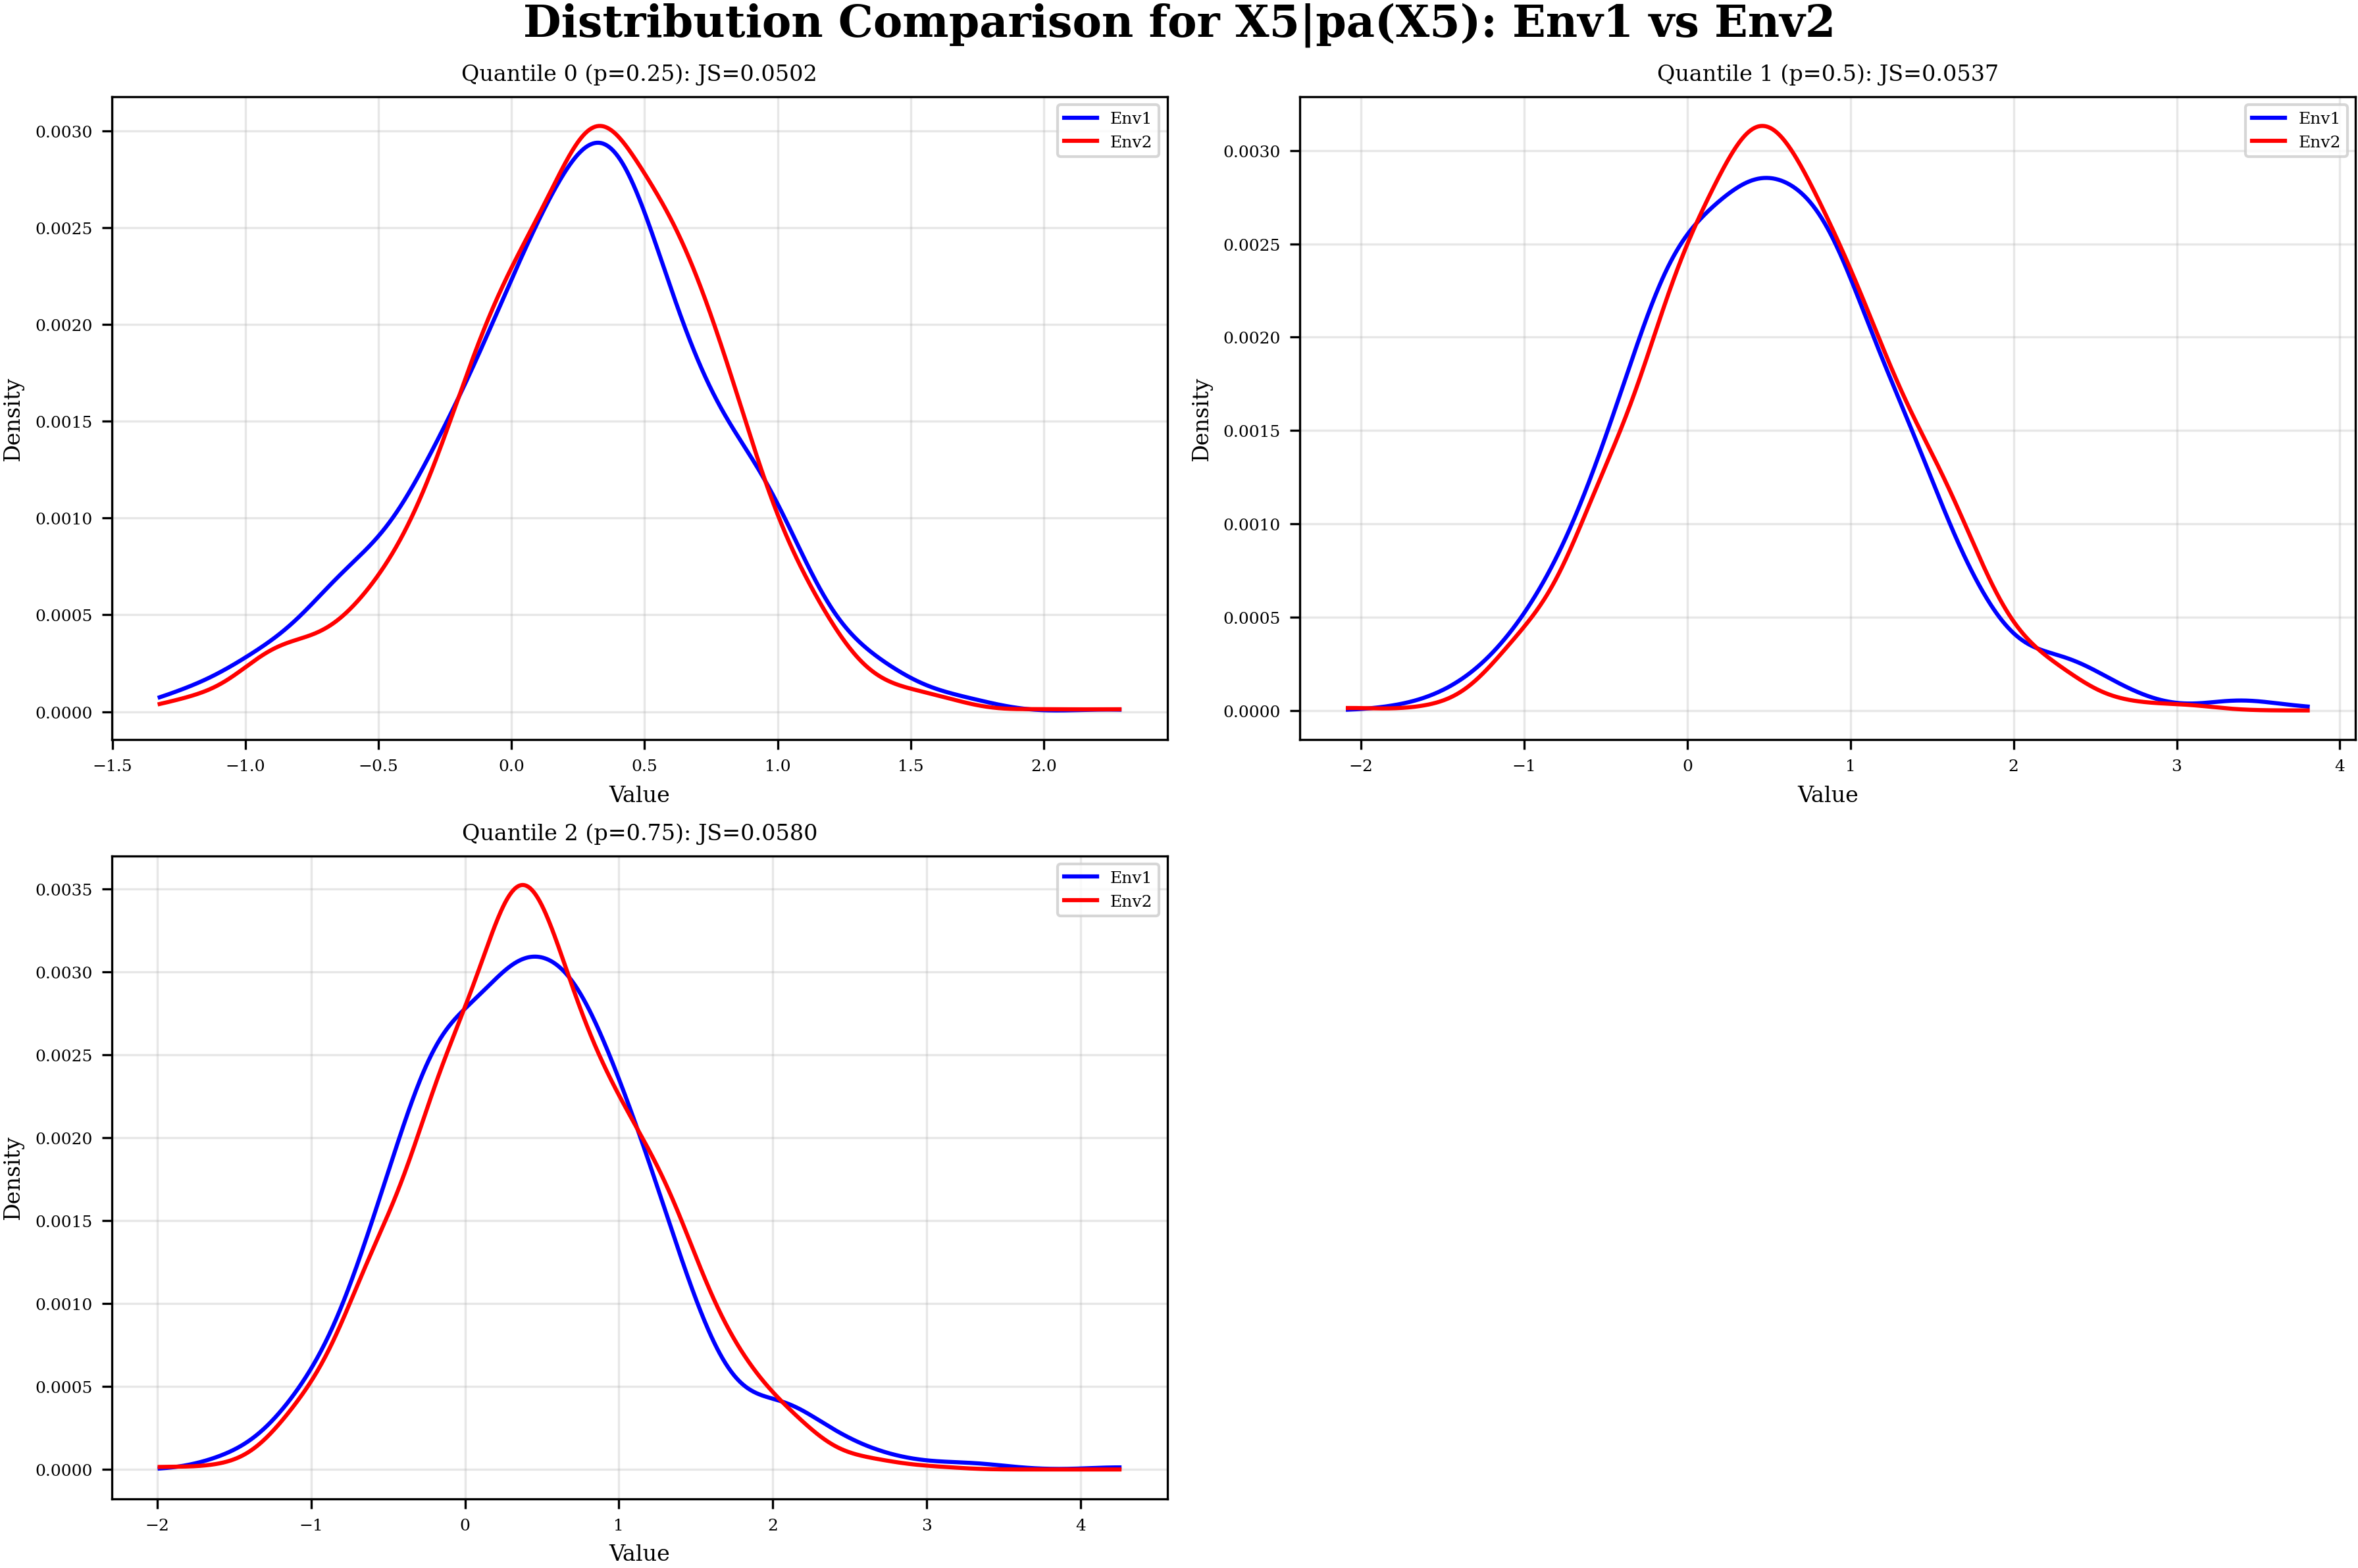 Distribution Comparison for X5|pa(X5): Env1 vs Env2
Quantile 0 (p=0.25): JS=0.0502
Env1
Env2
0.0030
0.0025
0.0020
0.0015
0.0010
0.0005
0.0000
Density
−1.5 −1.0 −0.5 0.0 0.5 1.0 1.5 2.0
Value
Quantile 1 (p=0.5): JS=0.0537
Env1
Env2
0.0030
0.0025
0.0020
0.0015
0.0010
0.0005
0.0000
Density
−2 −1 0 1 2 3 4
Value
Quantile 2 (p=0.75): JS=0.0580
Env1
Env2
0.0035
0.0030
0.0025
0.0020
0.0015
0.0010
0.0005
0.0000
Density
−2 −1 0 1 2 3 4
Value